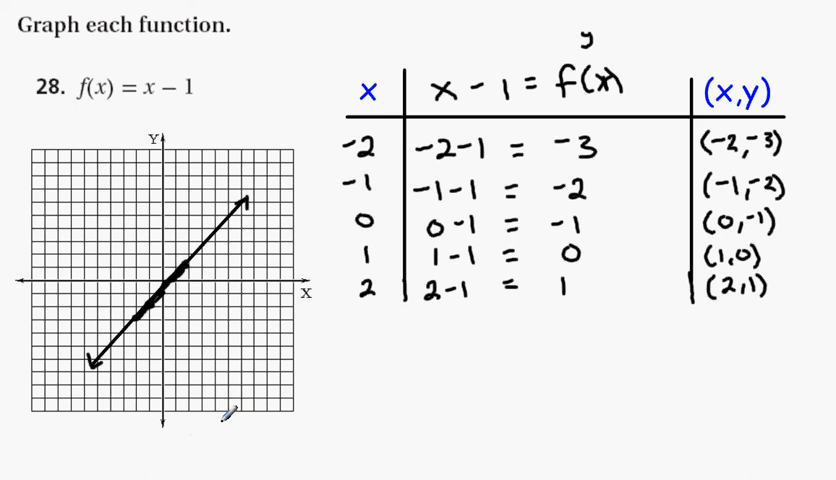 Graph each function.
y
28. f(x) = x − 1
x x - 1 = f(x) (x,y)
-2 -2-1 = -3 (-2,-3)
-1 -1-1 = -2 (-1,-2)
0 0-1 = -1 (0,-1)
1 1-1 = 0 (1,0)
2 2-1 = 1 (2,1)
Y
X